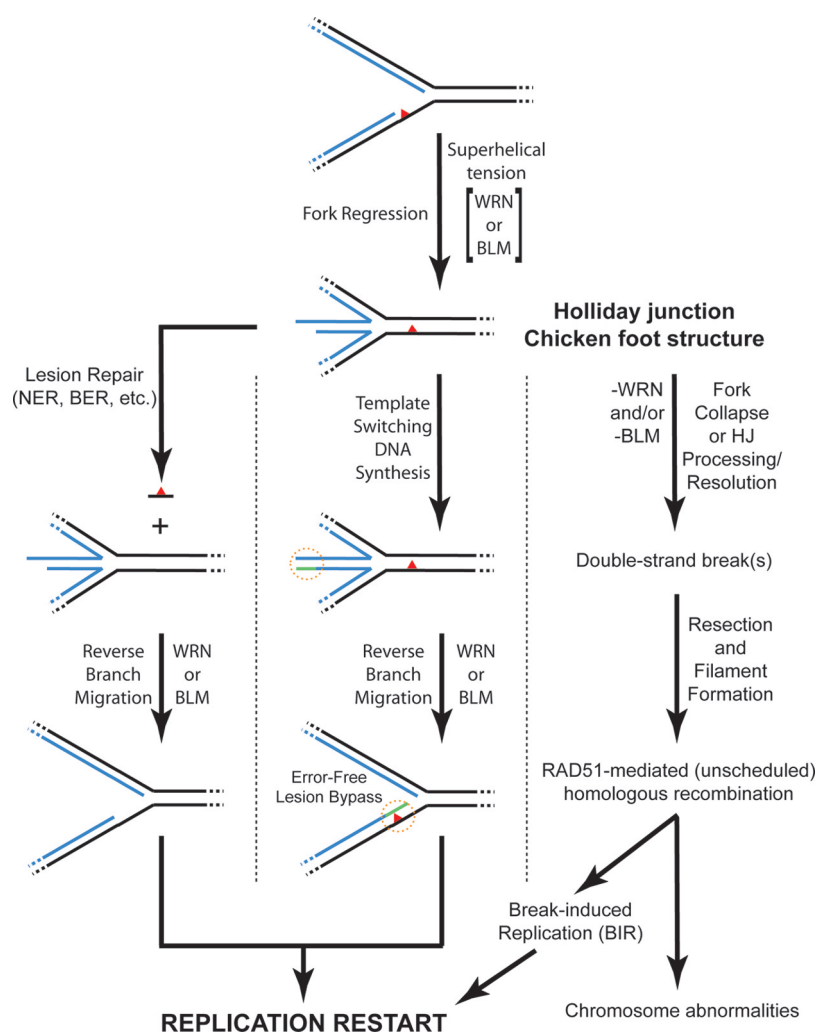 Superhelical
tension
Fork Regression
WRN
or
BLM
Holliday junction
Chicken foot structure
Lesion Repair
(NER, BER, etc.)
Template
Switching
DNA
Synthesis
-WRN
and/or
-BLM
Fork
Collapse
or HJ
Processing/
Resolution
+
Double-strand break(s)
Reverse
Branch
Migration
WRN
or
BLM
Reverse
Branch
Migration
WRN
or
BLM
Resection
and
Filament
Formation
Error-Free
Lesion Bypass
RAD51-mediated (unscheduled)
homologous recombination
Break-induced
Replication (BIR)
REPLICATION RESTART
Chromosome abnormalities